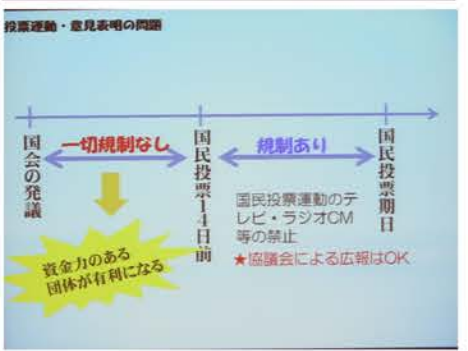 投票運動・意見表明の問題
国会の発議
一切規制なし
国民投票14日前
規制あり
国民投票期日
資金力のある
団体が有利になる
国民投票運動のテ
レビ・ラジオCM
等の禁止
★協議会による広報はOK